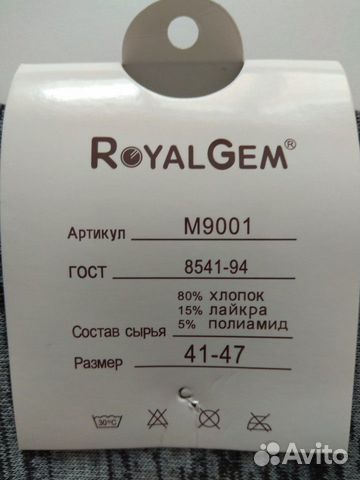 ROYALGEM®
Артикул M9001
ГОСТ 8541-94
80% хлопок
15% лайкра
Состав сырья 5% полиамид
Размер 41-47
30°C
Avito